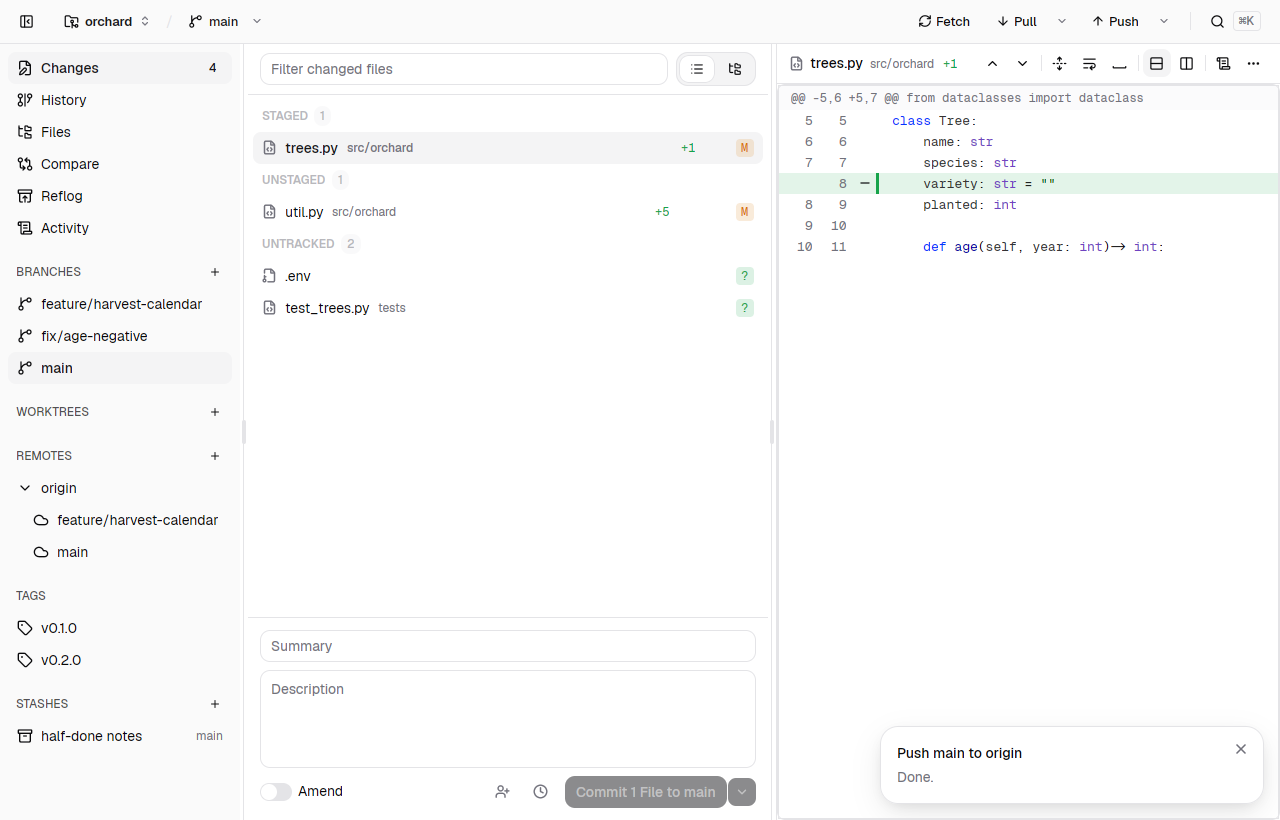 orchard / main
Fetch Pull Push ⌘K
Changes 4
History
Files
Compare
Reflog
Activity
BRANCHES
feature/harvest-calendar
fix/age-negative
main
WORKTREES
REMOTES
origin
feature/harvest-calendar
main
TAGS
v0.1.0
v0.2.0
STASHES
half-done notes main
Filter changed files
STAGED 1
trees.py src/orchard +1 M
UNSTAGED 1
util.py src/orchard +5 M
UNTRACKED 2
.env ?
test_trees.py tests ?
Summary
Description
Amend
Commit 1 File to main
trees.py src/orchard +1
@@ -5,6 +5,7 @@ from dataclasses import dataclass
5 5 class Tree:
6 6 name: str
7 7 species: str
8 — variety: str = ""
8 9 planted: int
9 10
10 11 def age(self, year: int)-> int:
Push main to origin
Done.